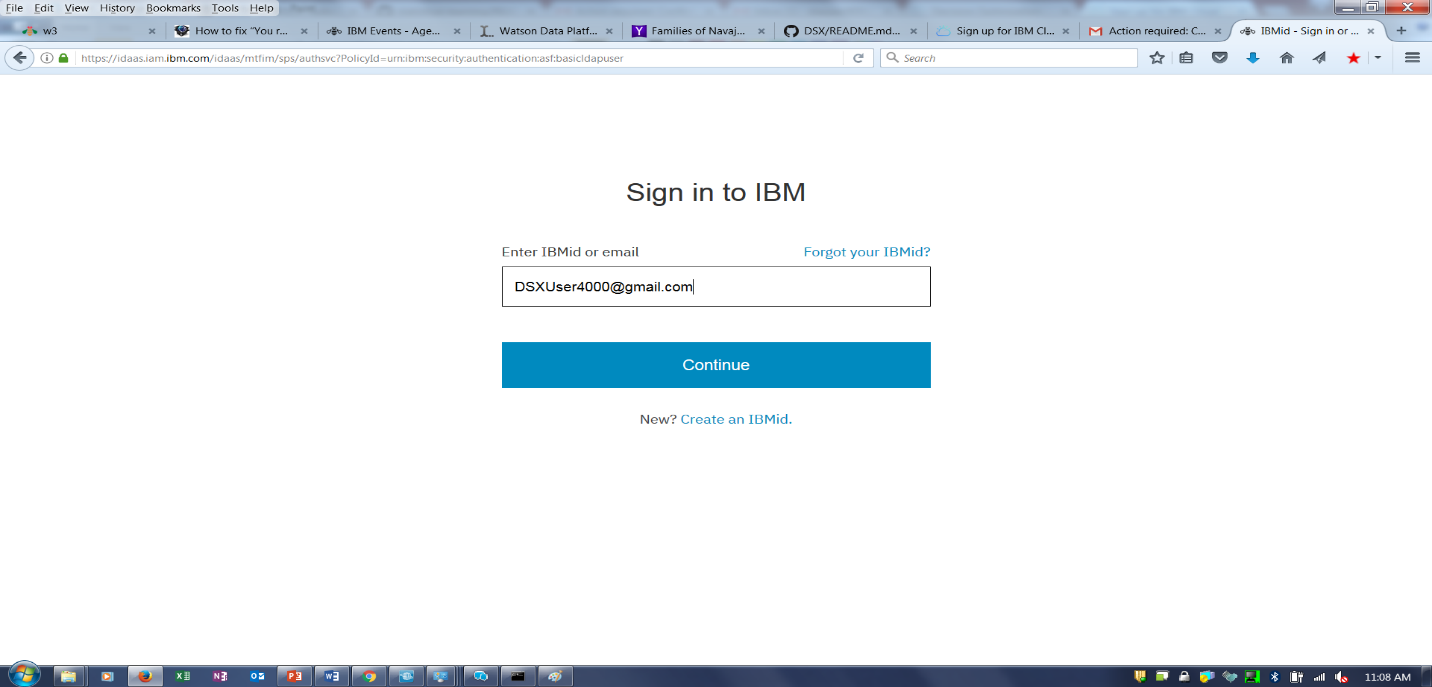 File Edit View History Bookmarks Tools Help
w3
How to fix "You r...
IBM Events - Age...
Watson Data Platf...
Families of Navaj...
DSX/README.md...
Sign up for IBM Cl...
Action required: C...
IBMid - Sign in or ...
https://idaas.iam.ibm.com/idaas/mtfim/sps/authsvc?PolicyId=urn:ibm:security:authentication:asf:basicldapuser
Search
Sign in to IBM
Enter IBMid or email Forgot your IBMid?
DSXUser4000@gmail.com
Continue
New? Create an IBMid.
11:08 AM